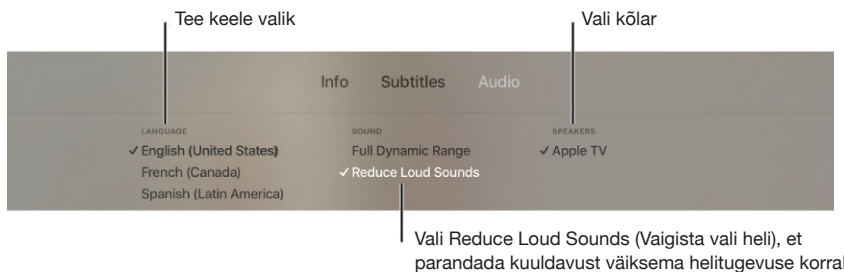 Tee keele valik
Vali kõlar
Info Subtitles Audio
LANGUAGE SOUND SPEAKERS
✓ English (United States) Full Dynamic Range ✓ Apple TV
French (Canada) ✓ Reduce Loud Sounds
Spanish (Latin America)
Vali Reduce Loud Sounds (Vaigista vali heli), et
parandada kuuldavust väiksema helitugevuse korral